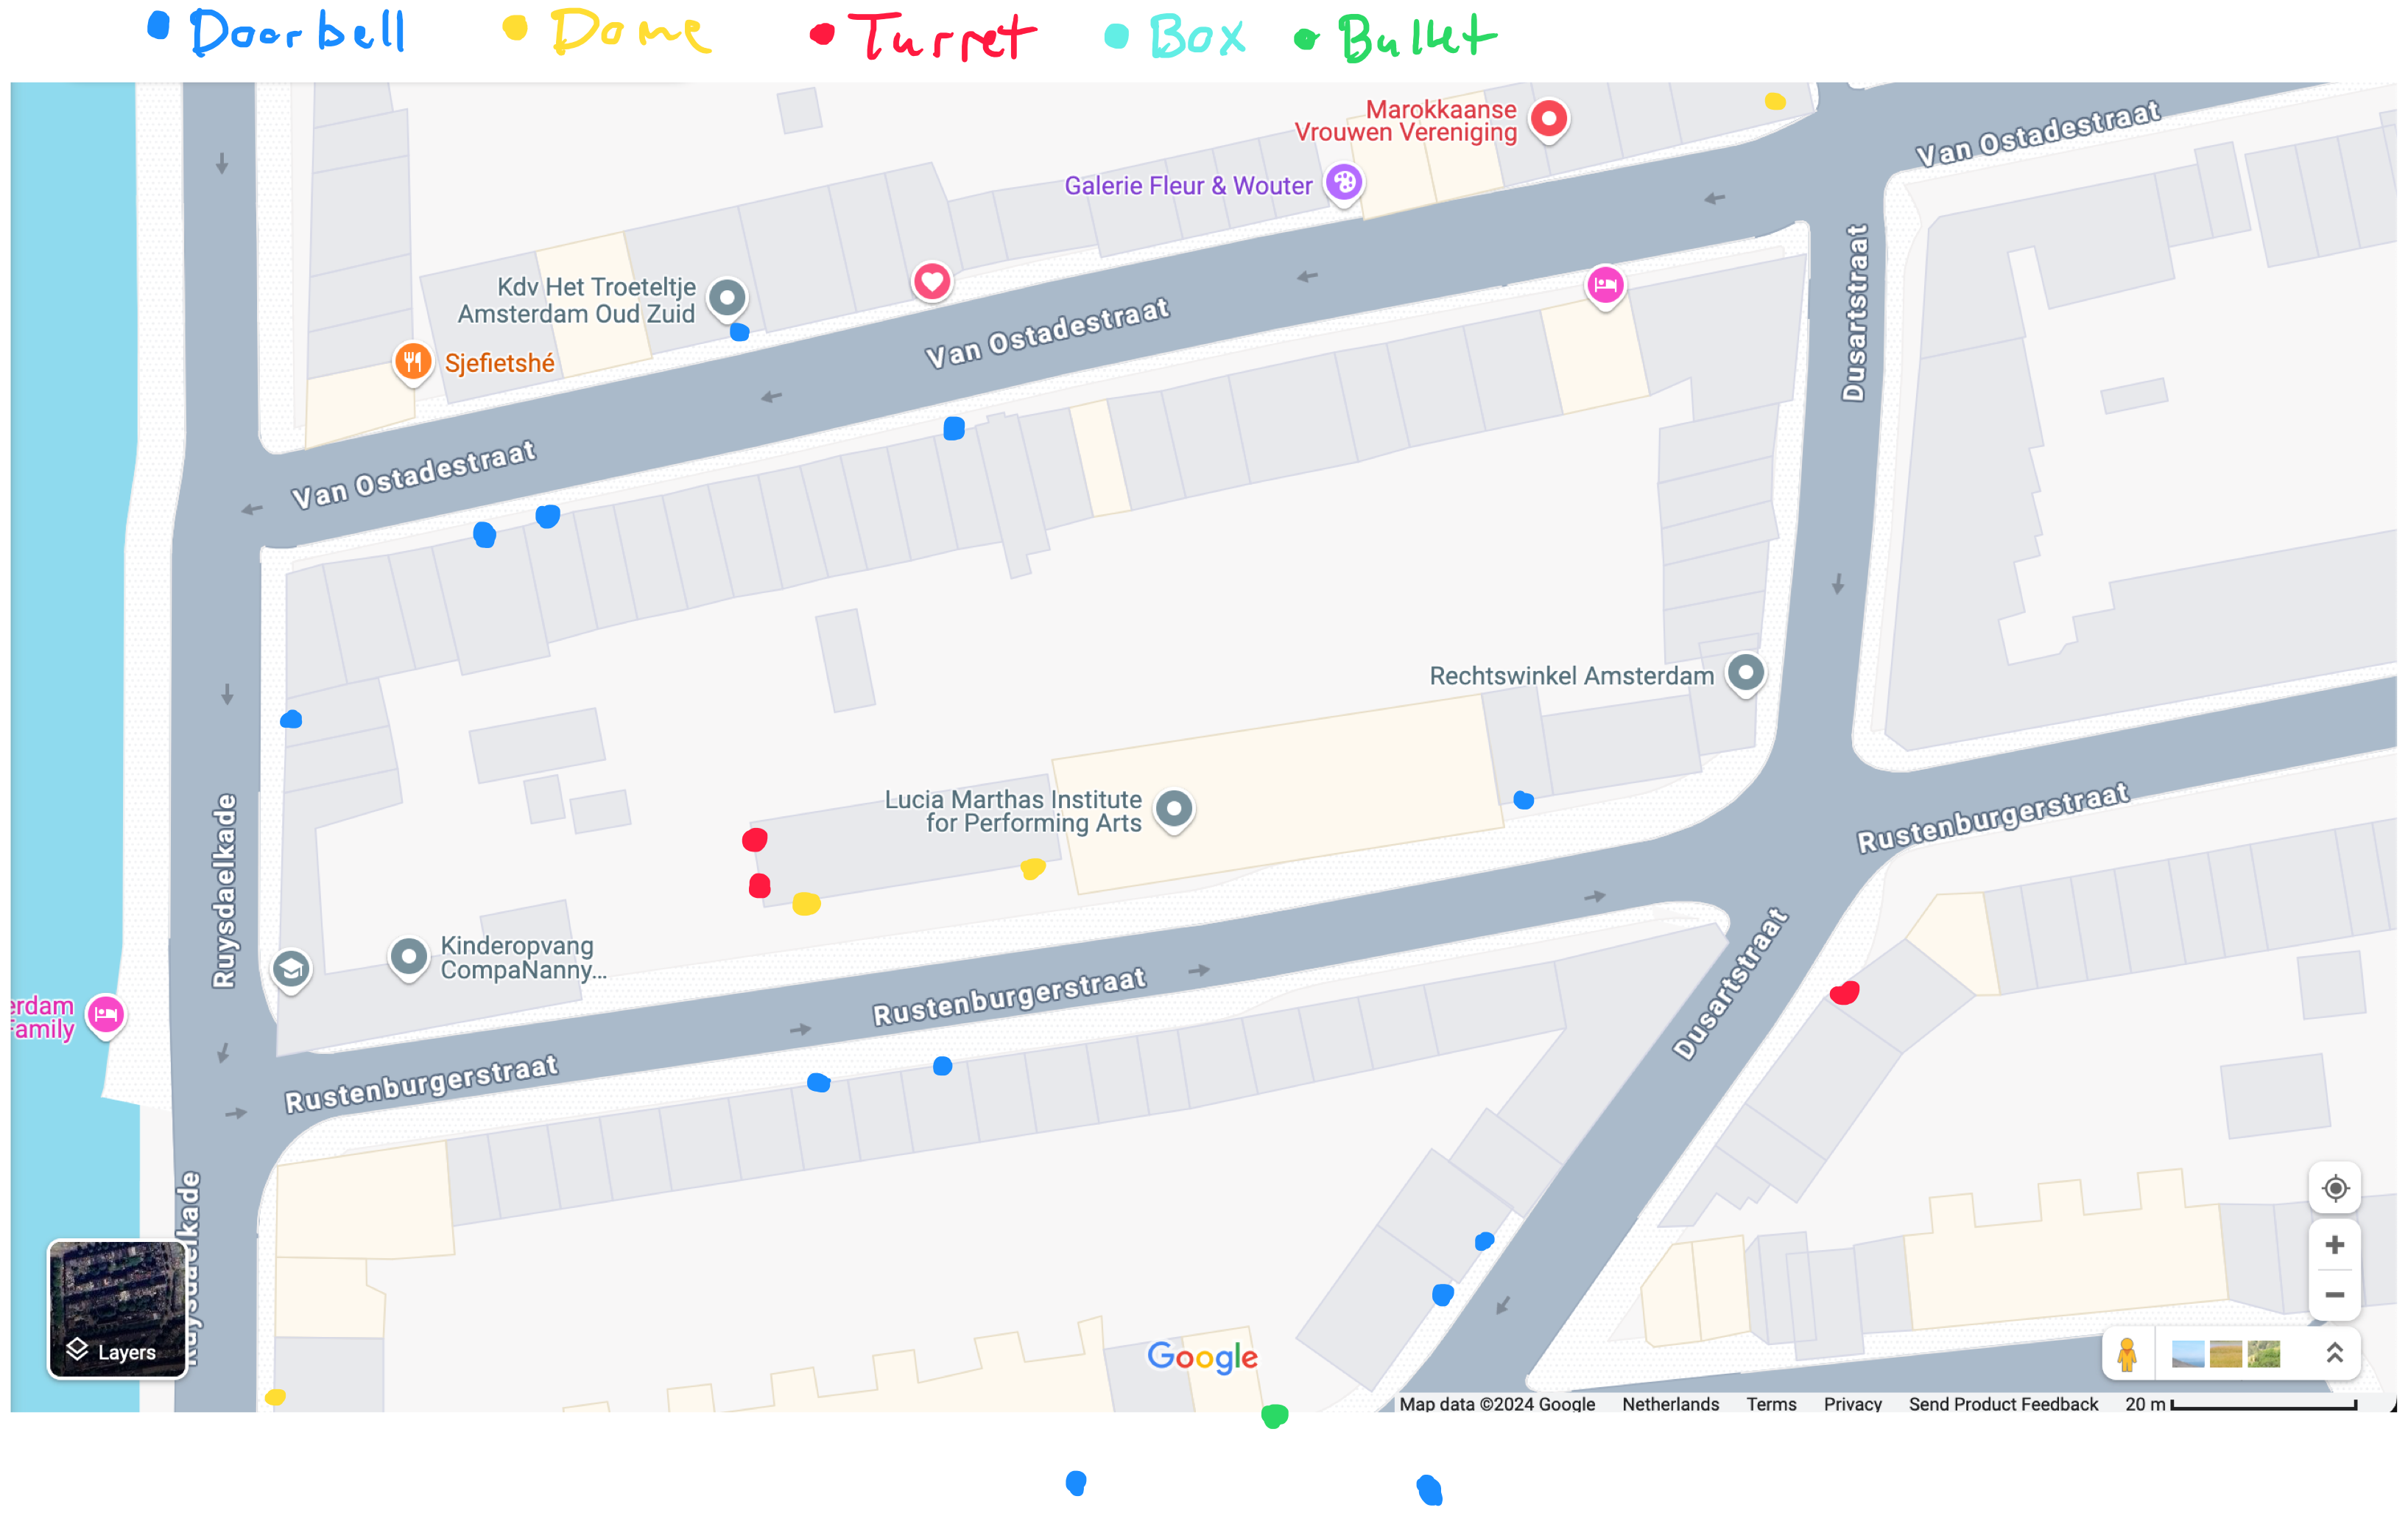 Doorbell Dome Turret Box Bullet
Marokkaanse
Vrouwen Vereniging
Van Ostadestraat
Galerie Fleur & Wouter
Dusartstraat
Kdv Het Troeteltje
Amsterdam Oud Zuid
Van Ostadestraat
Sjefietshé
Van Ostadestraat
Rechtswinkel Amsterdam
Lucia Marthas Institute
for Performing Arts
Rustenburgerstraat
Ruysdaelkade
Kinderopvang
CompaNanny...
Dusartstraat
erdam
Family
Rustenburgerstraat
Rustenburgerstraat
Ruysdaelkade
Layers
Google
Map data ©2024 Google Netherlands Terms Privacy Send Product Feedback 20 m